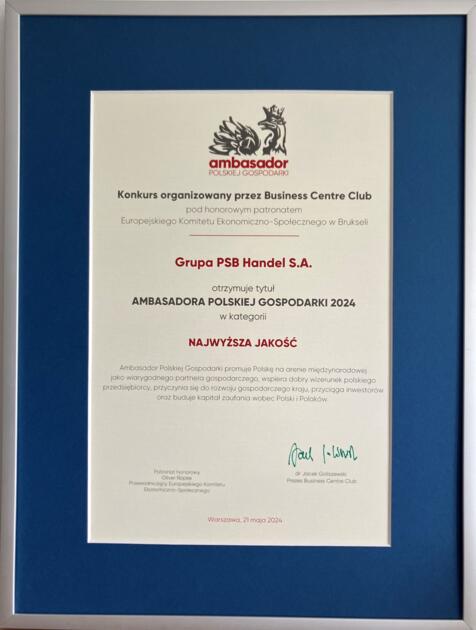 ambasador
POLSKIEJ GOSPODARKI
Konkurs organizowany przez Business Centre Club
pod honorowym patronatem
Europejskiego Komitetu Ekonomiczno-Społecznego w Brukseli
Grupa PSB Handel S.A.
otrzymuje tytuł
AMBASADORA POLSKIEJ GOSPODARKI 2024
w kategorii
NAJWYŻSZA JAKOŚĆ
Ambasador Polskiej Gospodarki promuje Polskę na arenie międzynarodowej
jako wiarygodnego partnera gospodarczego, wspiera dobry wizerunek polskiego
przedsiębiorcy, przyczynia się do rozwoju gospodarczego kraju, przyciąga inwestorów
oraz buduje kapitał zaufania wobec Polski i Polaków.
Patronat Honorowy
Oliver Röpke
Przewodniczący Europejskiego Komitetu
Ekonomiczno-Społecznego
dr Jacek Goliszewski
Prezes Business Centre Club
Warszawa, 21 maja 2024